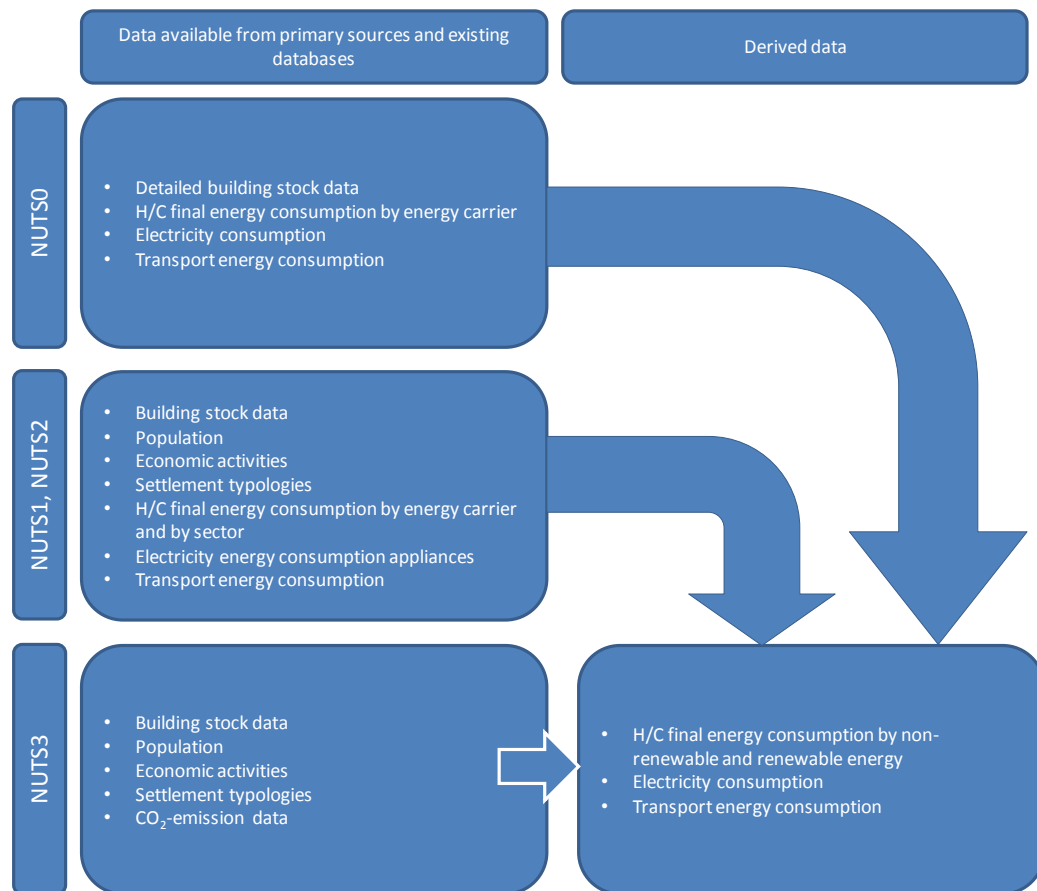 Data available from primary sources and existing
databases
Derived data
NUTS0
• Detailed building stock data
• H/C final energy consumption by energy carrier
• Electricity consumption
• Transport energy consumption
NUTS1, NUTS2
• Building stock data
• Population
• Economic activities
• Settlement typologies
• H/C final energy consumption by energy carrier
and by sector
• Electricity energy consumption appliances
• Transport energy consumption
NUTS3
• Building stock data
• Population
• Economic activities
• Settlement typologies
• CO₂-emission data
• H/C final energy consumption by non-
renewable and renewable energy
• Electricity consumption
• Transport energy consumption